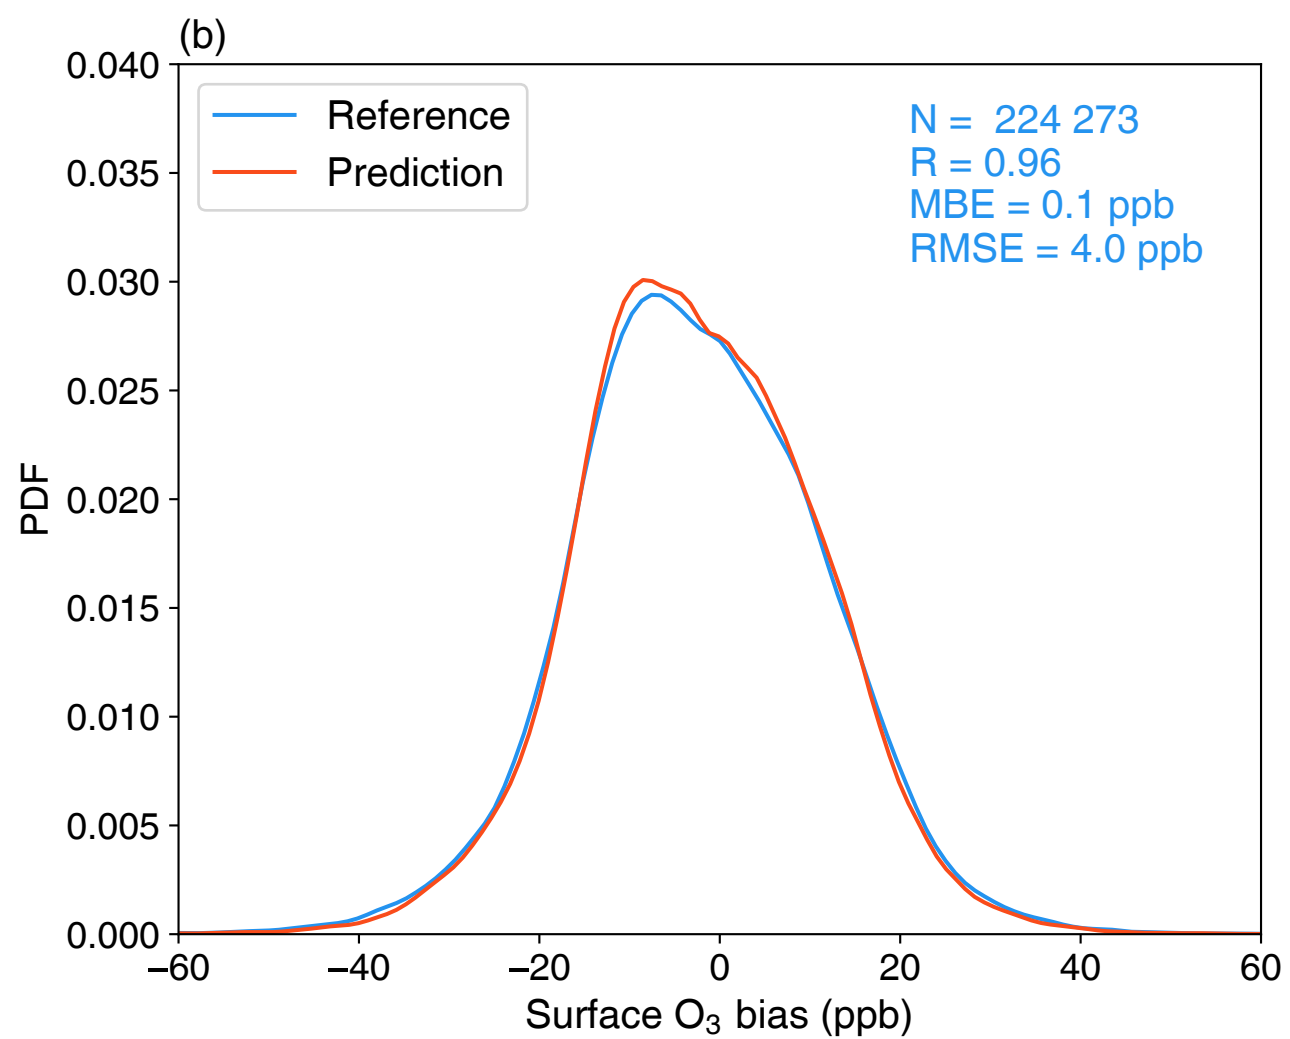 (b)
0.040
0.035
0.030
0.025
0.020
0.015
0.010
0.005
0.000
PDF
Reference
Prediction
N = 224 273
R = 0.96
MBE = 0.1 ppb
RMSE = 4.0 ppb
−60 −40 −20 0 20 40 60
Surface O₃ bias (ppb)